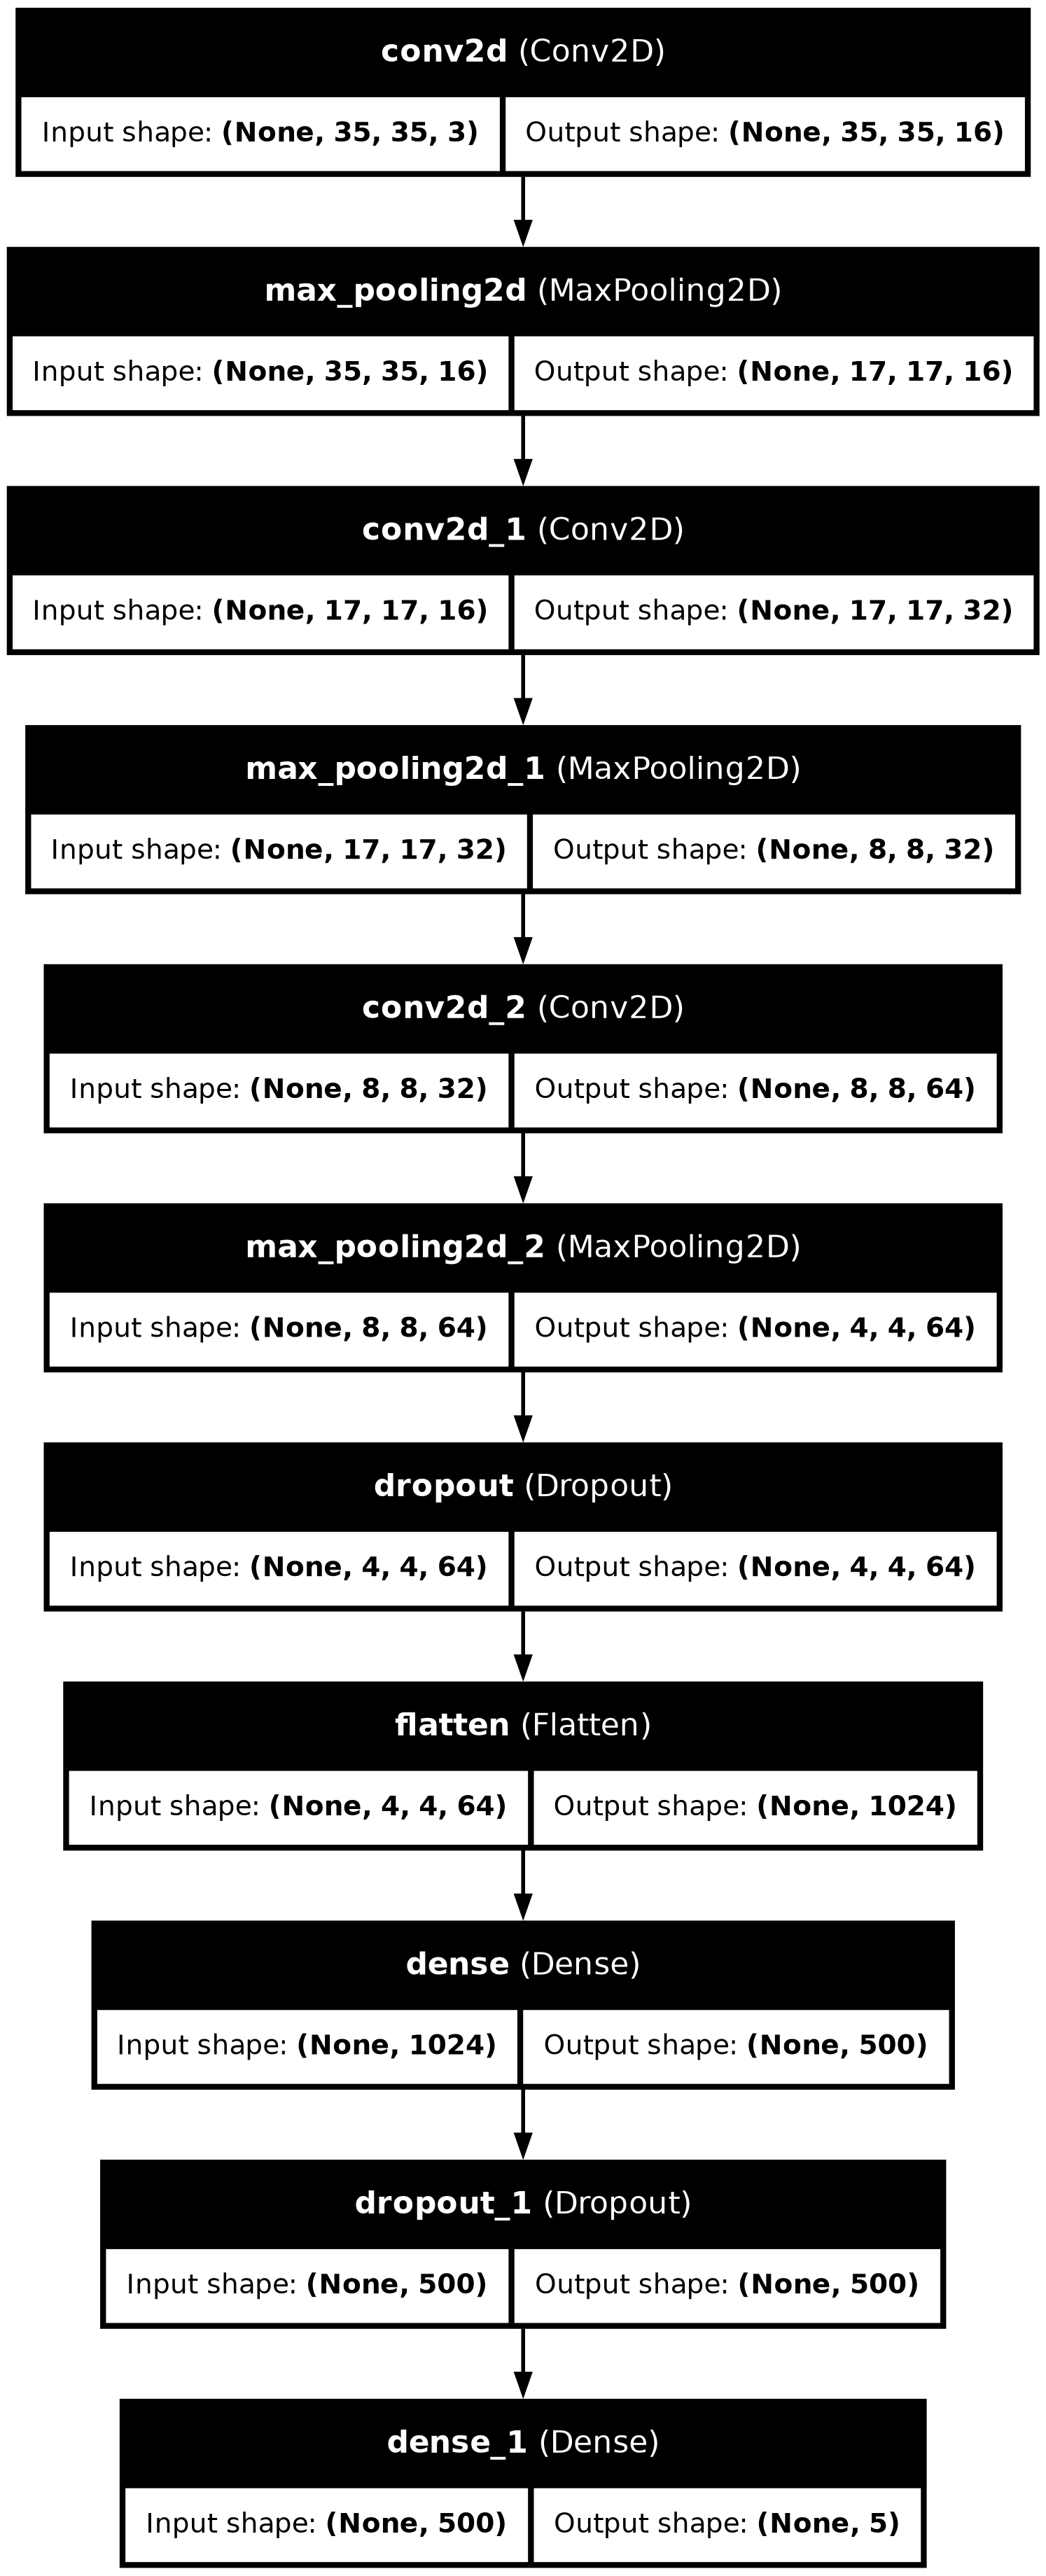 conv2d (Conv2D)
Input shape: (None, 35, 35, 3) Output shape: (None, 35, 35, 16)
max_pooling2d (MaxPooling2D)
Input shape: (None, 35, 35, 16) Output shape: (None, 17, 17, 16)
conv2d_1 (Conv2D)
Input shape: (None, 17, 17, 16) Output shape: (None, 17, 17, 32)
max_pooling2d_1 (MaxPooling2D)
Input shape: (None, 17, 17, 32) Output shape: (None, 8, 8, 32)
conv2d_2 (Conv2D)
Input shape: (None, 8, 8, 32) Output shape: (None, 8, 8, 64)
max_pooling2d_2 (MaxPooling2D)
Input shape: (None, 8, 8, 64) Output shape: (None, 4, 4, 64)
dropout (Dropout)
Input shape: (None, 4, 4, 64) Output shape: (None, 4, 4, 64)
flatten (Flatten)
Input shape: (None, 4, 4, 64) Output shape: (None, 1024)
dense (Dense)
Input shape: (None, 1024) Output shape: (None, 500)
dropout_1 (Dropout)
Input shape: (None, 500) Output shape: (None, 500)
dense_1 (Dense)
Input shape: (None, 500) Output shape: (None, 5)